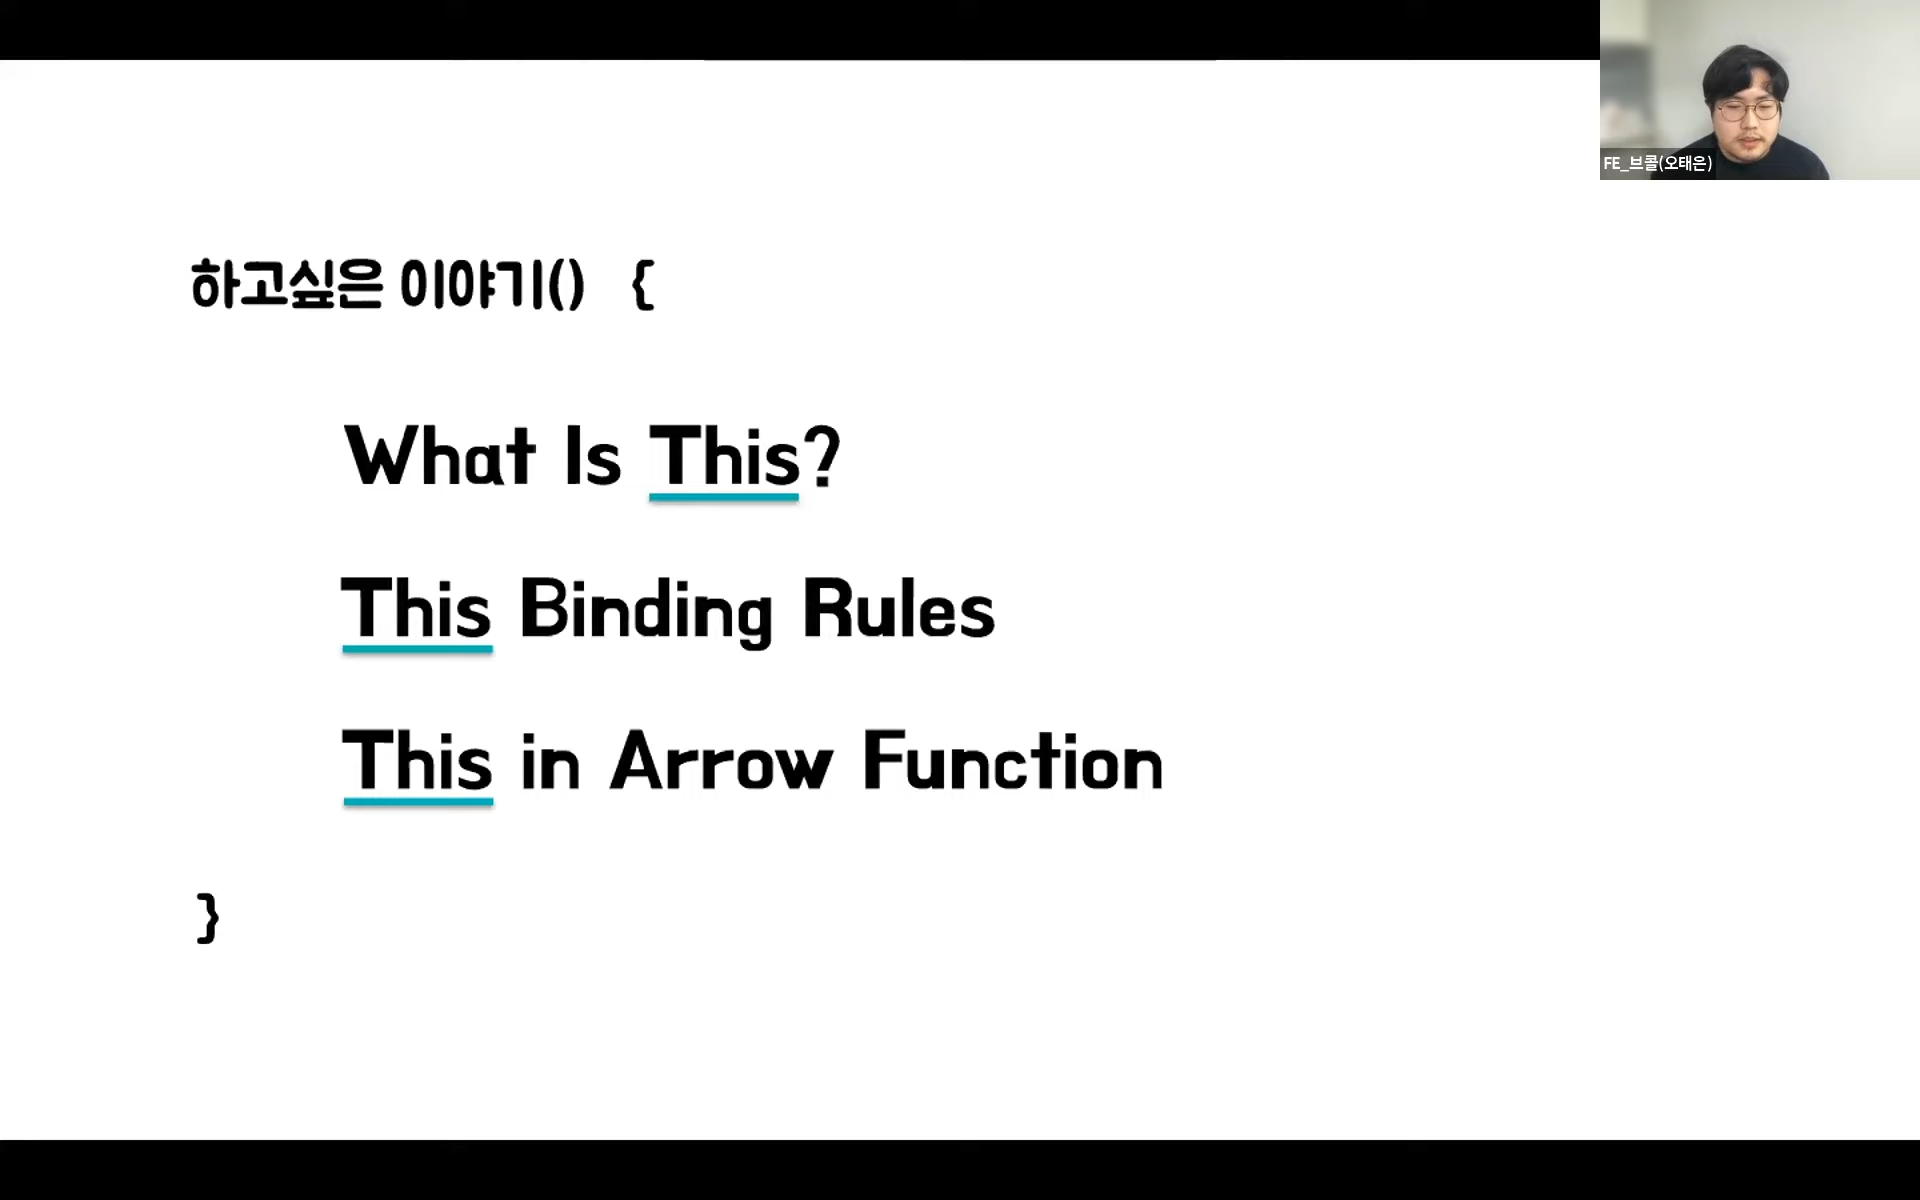 FE_브콜(오태은)
하고싶은 이야기() {
What Is This?
This Binding Rules
This in Arrow Function
}